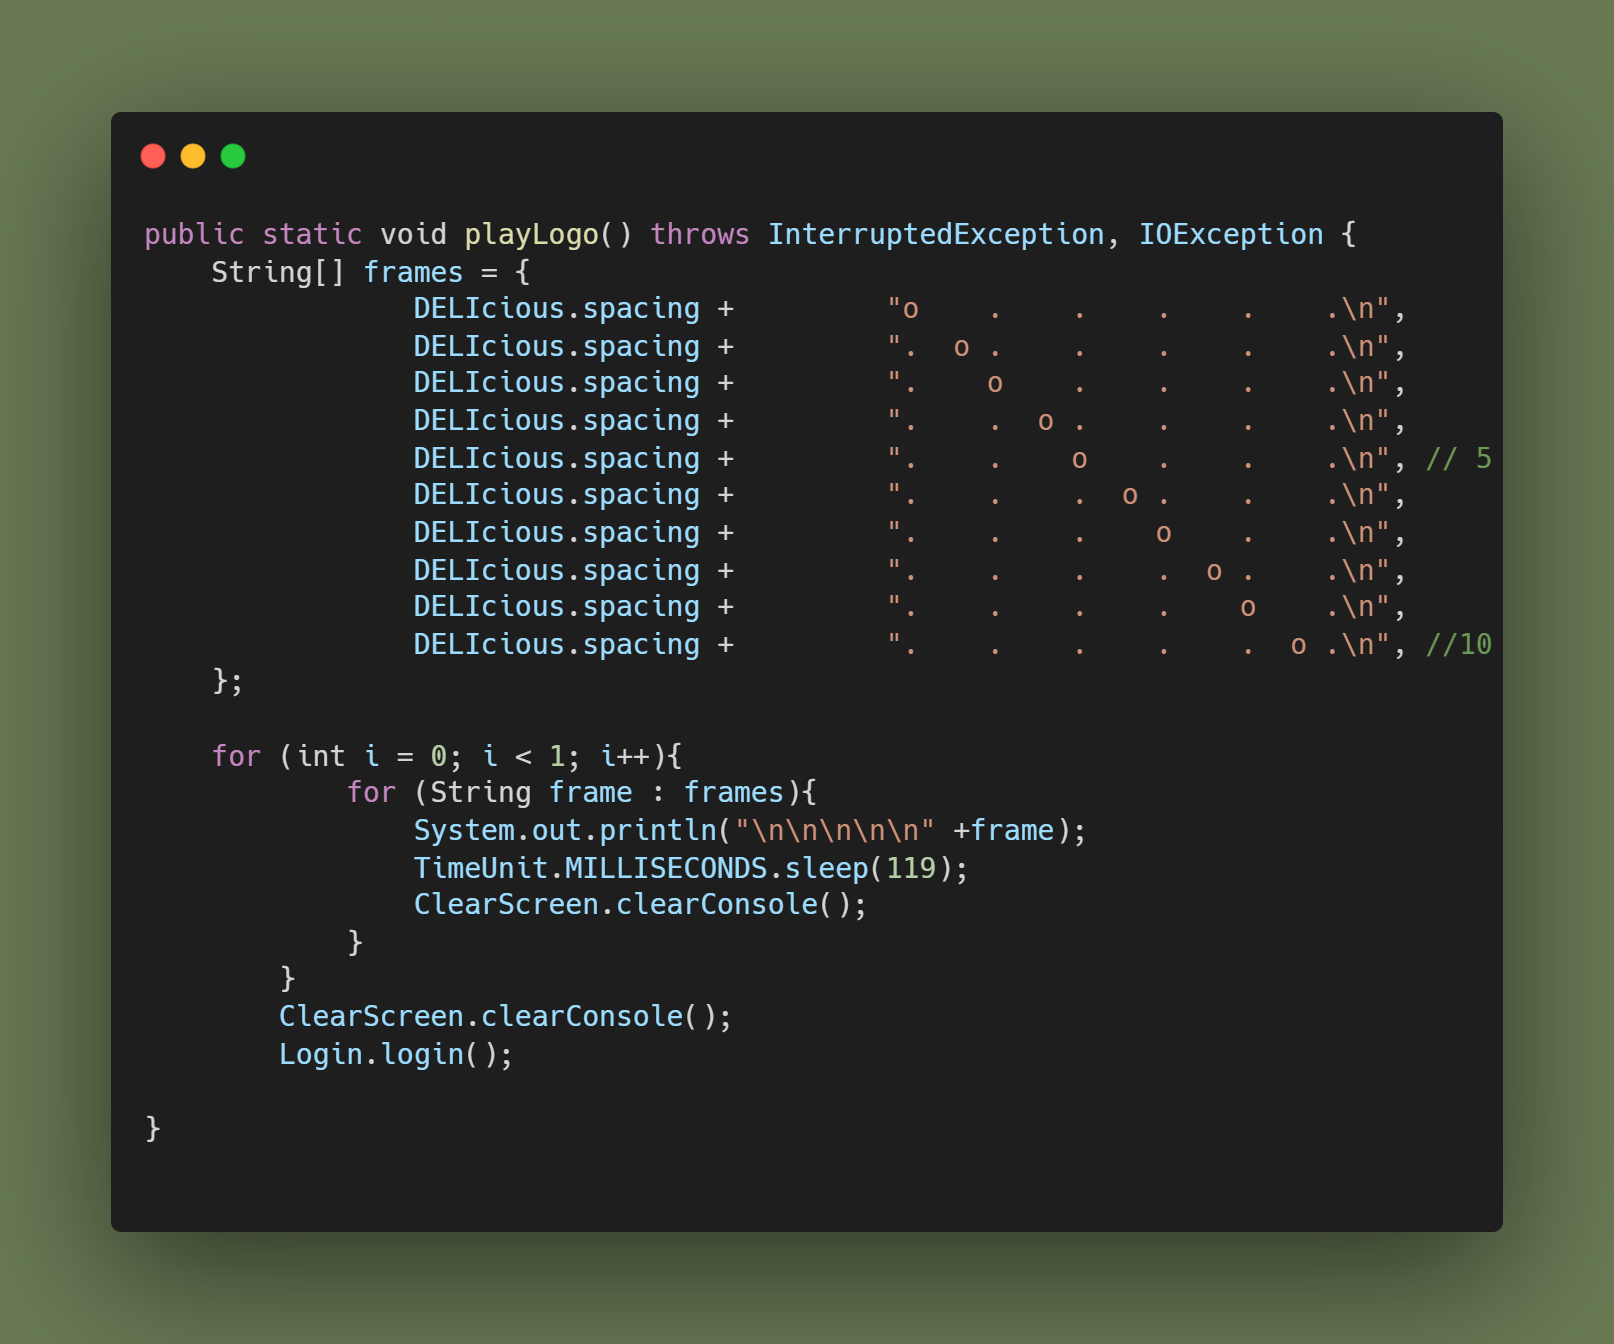 public static void playLogo() throws InterruptedException, IOException {
    String[] frames = {
                DELIcious.spacing +         "o    .    .    .    .    .\n",
                DELIcious.spacing +         ".  o .    .    .    .    .\n",
                DELIcious.spacing +         ".    o    .    .    .    .\n",
                DELIcious.spacing +         ".    .  o .    .    .    .\n",
                DELIcious.spacing +         ".    .    o    .    .    .\n", // 5
                DELIcious.spacing +         ".    .    .  o .    .    .\n",
                DELIcious.spacing +         ".    .    .    o    .    .\n",
                DELIcious.spacing +         ".    .    .    .  o .    .\n",
                DELIcious.spacing +         ".    .    .    .    o    .\n",
                DELIcious.spacing +         ".    .    .    .    .  o .\n", //10
    };

    for (int i = 0; i < 1; i++){
            for (String frame : frames){
                System.out.println("\n\n\n\n\n" +frame);
                TimeUnit.MILLISECONDS.sleep(119);
                ClearScreen.clearConsole();
            }
        }
        ClearScreen.clearConsole();
        Login.login();

}